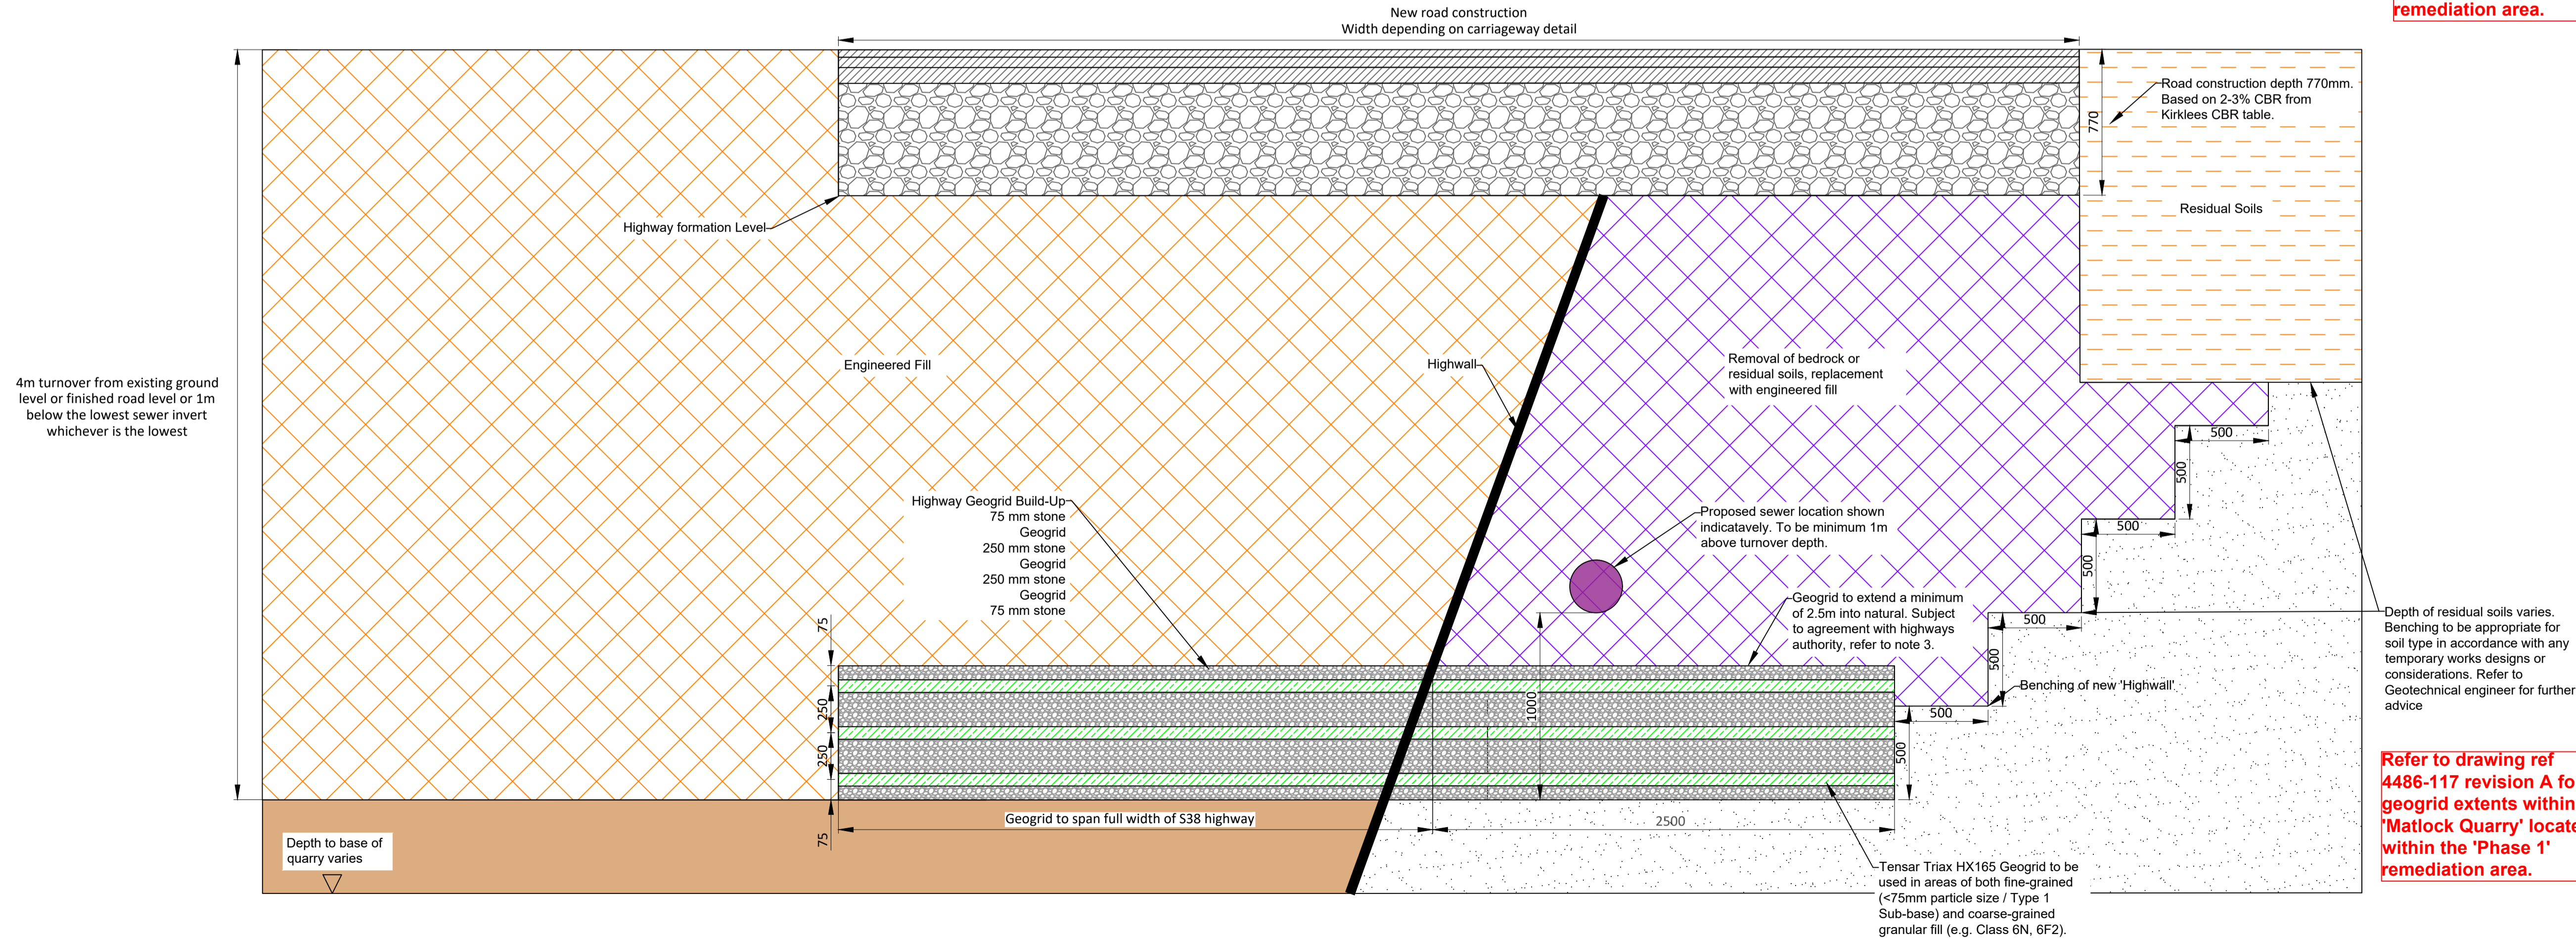 remediation area.
New road construction
Width depending on carriageway detail
Road construction depth 770mm.
Based on 2-3% CBR from
Kirklees CBR table.
770
Residual Soils
Highway formation Level
4m turnover from existing ground
level or finished road level or 1m
below the lowest sewer invert
whichever is the lowest
Engineered Fill
Highwall
Removal of bedrock or
residual soils, replacement
with engineered fill
500
500
Highway Geogrid Build-Up
75 mm stone
Geogrid
250 mm stone
Geogrid
250 mm stone
Geogrid
75 mm stone
Proposed sewer location shown
indicatavely. To be minimum 1m
above turnover depth.
500
500
Geogrid to extend a minimum
of 2.5m into natural. Subject
to agreement with highways
authority, refer to note 3.
500
500
Depth of residual soils varies.
Benching to be appropriate for
soil type in accordance with any
temporary works designs or
considerations. Refer to
Geotechnical engineer for further
advice
75
250
250
75
1000
Benching of new 'Highwall'
500
500
Geogrid to span full width of S38 highway
2500
Depth to base of
quarry varies
Tensar Triax HX165 Geogrid to be
used in areas of both fine-grained
(<75mm particle size / Type 1
Sub-base) and coarse-grained
granular fill (e.g. Class 6N, 6F2).
Refer to drawing ref
4486-117 revision A fo
geogrid extents within
'Matlock Quarry' locate
within the 'Phase 1'
remediation area.